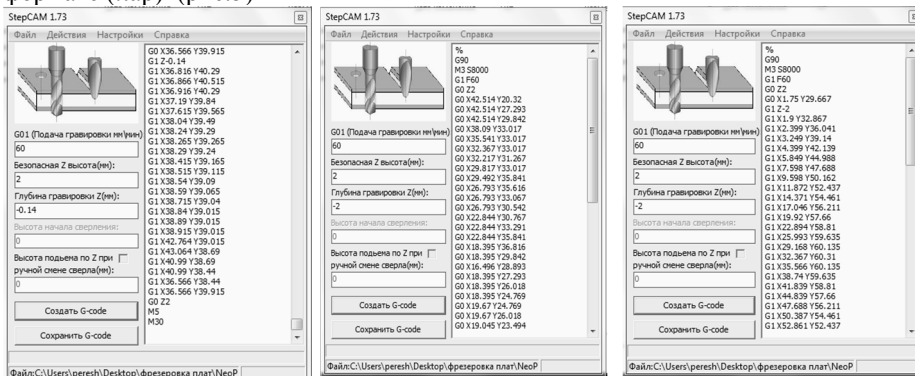 StepCAM 1.73
Файл Действия Настройки Справка
G01 (Подача гравировки мм\мин)
60
Безопасная Z высота(мм):
2
Глубина гравировки Z(мм):
-0.14
Высота начала сверления:
0
Высота подъема по Z при
ручной смене сверла(мм):
0
Создать G-code
Сохранить G-code
G0 X36.566 Y39.915
G1 Z-0.14
G1 X36.816 Y40.29
G1 X36.866 Y40.515
G1 X36.916 Y40.29
G1 X37.19 Y39.84
G1 X37.615 Y39.565
G1 X38.04 Y39.49
G1 X38.24 Y39.29
G1 X38.265 Y39.265
G1 X38.29 Y39.24
G1 X38.415 Y39.165
G1 X38.515 Y39.115
G1 X38.54 Y39.09
G1 X38.59 Y39.065
G1 X38.715 Y39.04
G1 X38.84 Y39.015
G1 X38.89 Y39.015
G1 X38.915 Y39.015
G1 X42.764 Y39.015
G1 X43.064 Y38.69
G1 X40.99 Y38.69
G1 X40.99 Y38.44
G1 X36.566 Y38.44
G1 X36.566 Y39.915
G0 Z2
M5
M30
Файл:C:\Users\peresh\Desktop\фрезеровка плат\NeoP
StepCAM 1.73
Файл Действия Настройки Справка
G01 (Подача гравировки мм\мин)
60
Безопасная Z высота(мм):
2
Глубина гравировки Z(мм):
-2
Высота начала сверления:
0
Высота подъема по Z при
ручной смене сверла(мм):
0
Создать G-code
Сохранить G-code
%
G90
M3 S8000
G1 F60
G0 Z2
G0 X42.514 Y20.32
G0 X42.514 Y27.293
G0 X42.514 Y29.842
G0 X38.09 Y33.017
G0 X35.541 Y33.017
G0 X32.367 Y33.017
G0 X32.217 Y31.267
G0 X29.817 Y33.017
G0 X29.492 Y35.841
G0 X26.793 Y35.616
G0 X26.793 Y33.067
G0 X26.793 Y30.542
G0 X22.844 Y30.767
G0 X22.844 Y33.291
G0 X22.844 Y35.841
G0 X18.395 Y36.816
G0 X18.395 Y29.842
G0 X16.496 Y28.893
G0 X18.395 Y27.293
G0 X18.395 Y26.018
G0 X18.395 Y24.769
G0 X19.67 Y24.769
G0 X19.67 Y26.018
G0 X19.045 Y23.494
Файл:C:\Users\peresh\Desktop\фрезеровка плат\NeoP
StepCAM 1.73
Файл Действия Настройки Справка
G01 (Подача гравировки мм\мин)
60
Безопасная Z высота(мм):
2
Глубина гравировки Z(мм):
-2
Высота начала сверления:
0
Высота подъема по Z при
ручной смене сверла(мм):
0
Создать G-code
Сохранить G-code
%
G90
M3 S8000
G1 F60
G0 Z2
G0 X1.75 Y29.667
G1 Z-2
G1 X1.9 Y32.867
G1 X2.399 Y36.041
G1 X3.249 Y39.14
G1 X4.399 Y42.139
G1 X5.849 Y44.988
G1 X7.598 Y47.688
G1 X9.598 Y50.162
G1 X11.872 Y52.437
G1 X14.371 Y54.461
G1 X17.046 Y56.211
G1 X19.92 Y57.66
G1 X22.894 Y58.81
G1 X25.993 Y59.635
G1 X29.168 Y60.135
G1 X32.367 Y60.31
G1 X35.566 Y60.135
G1 X38.74 Y59.635
G1 X41.839 Y58.81
G1 X44.839 Y57.66
G1 X47.688 Y56.211
G1 X50.387 Y54.461
G1 X52.861 Y52.437
Файл:C:\Users\peresh\Desktop\фрезеровка плат\NeoP